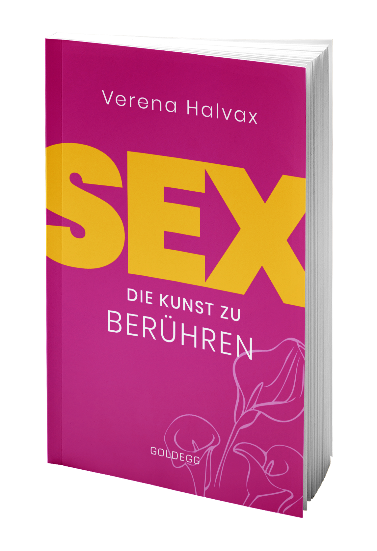 Verena Halvax
SEX
DIE KUNST ZU
BERÜHREN
GOLDEGG